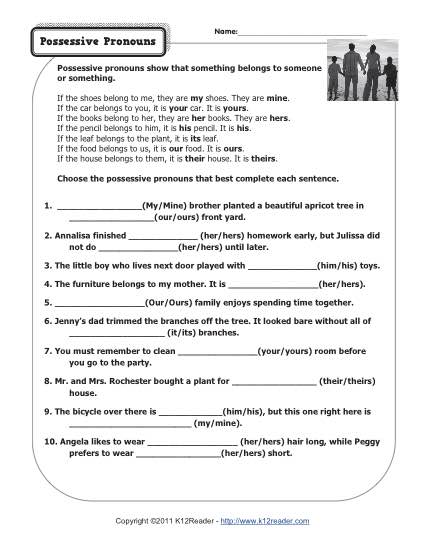 Name:____________________
Possessive Pronouns
Possessive pronouns show that something belongs to someone
or something.
If the shoes belong to me, they are my shoes. They are mine.
If the car belongs to you, it is your car. It is yours.
If the books belong to her, they are her books. They are hers.
If the pencil belongs to him, it is his pencil. It is his.
If the leaf belongs to the plant, it is its leaf.
If the food belongs to us, it is our food. It is ours.
If the house belongs to them, it is their house. It is theirs.
Choose the possessive pronouns that best complete each sentence.
1. _________________(My/Mine) brother planted a beautiful apricot tree in
_________________(our/ours) front yard.
2. Annalisa finished ______________ (her/hers) homework early, but Julissa did
not do ________________(her/hers) until later.
3. The little boy who lives next door played with ______________(him/his) toys.
4. The furniture belongs to my mother. It is __________________(her/hers).
5. __________________(Our/Ours) family enjoys spending time together.
6. Jenny's dad trimmed the branches off the tree. It looked bare without all of
___________________ (it/its) branches.
7. You must remember to clean ________________(your/yours) room before
you go to the party.
8. Mr. and Mrs. Rochester bought a plant for _________________ (their/theirs)
house.
9. The bicycle over there is _____________(him/his), but this one right here is
_________________________ (my/mine).
10. Angela likes to wear __________________ (her/hers) hair long, while Peggy
prefers to wear _________________(her/hers) short.
Copyright ©2011 K12Reader - http://www.k12reader.com